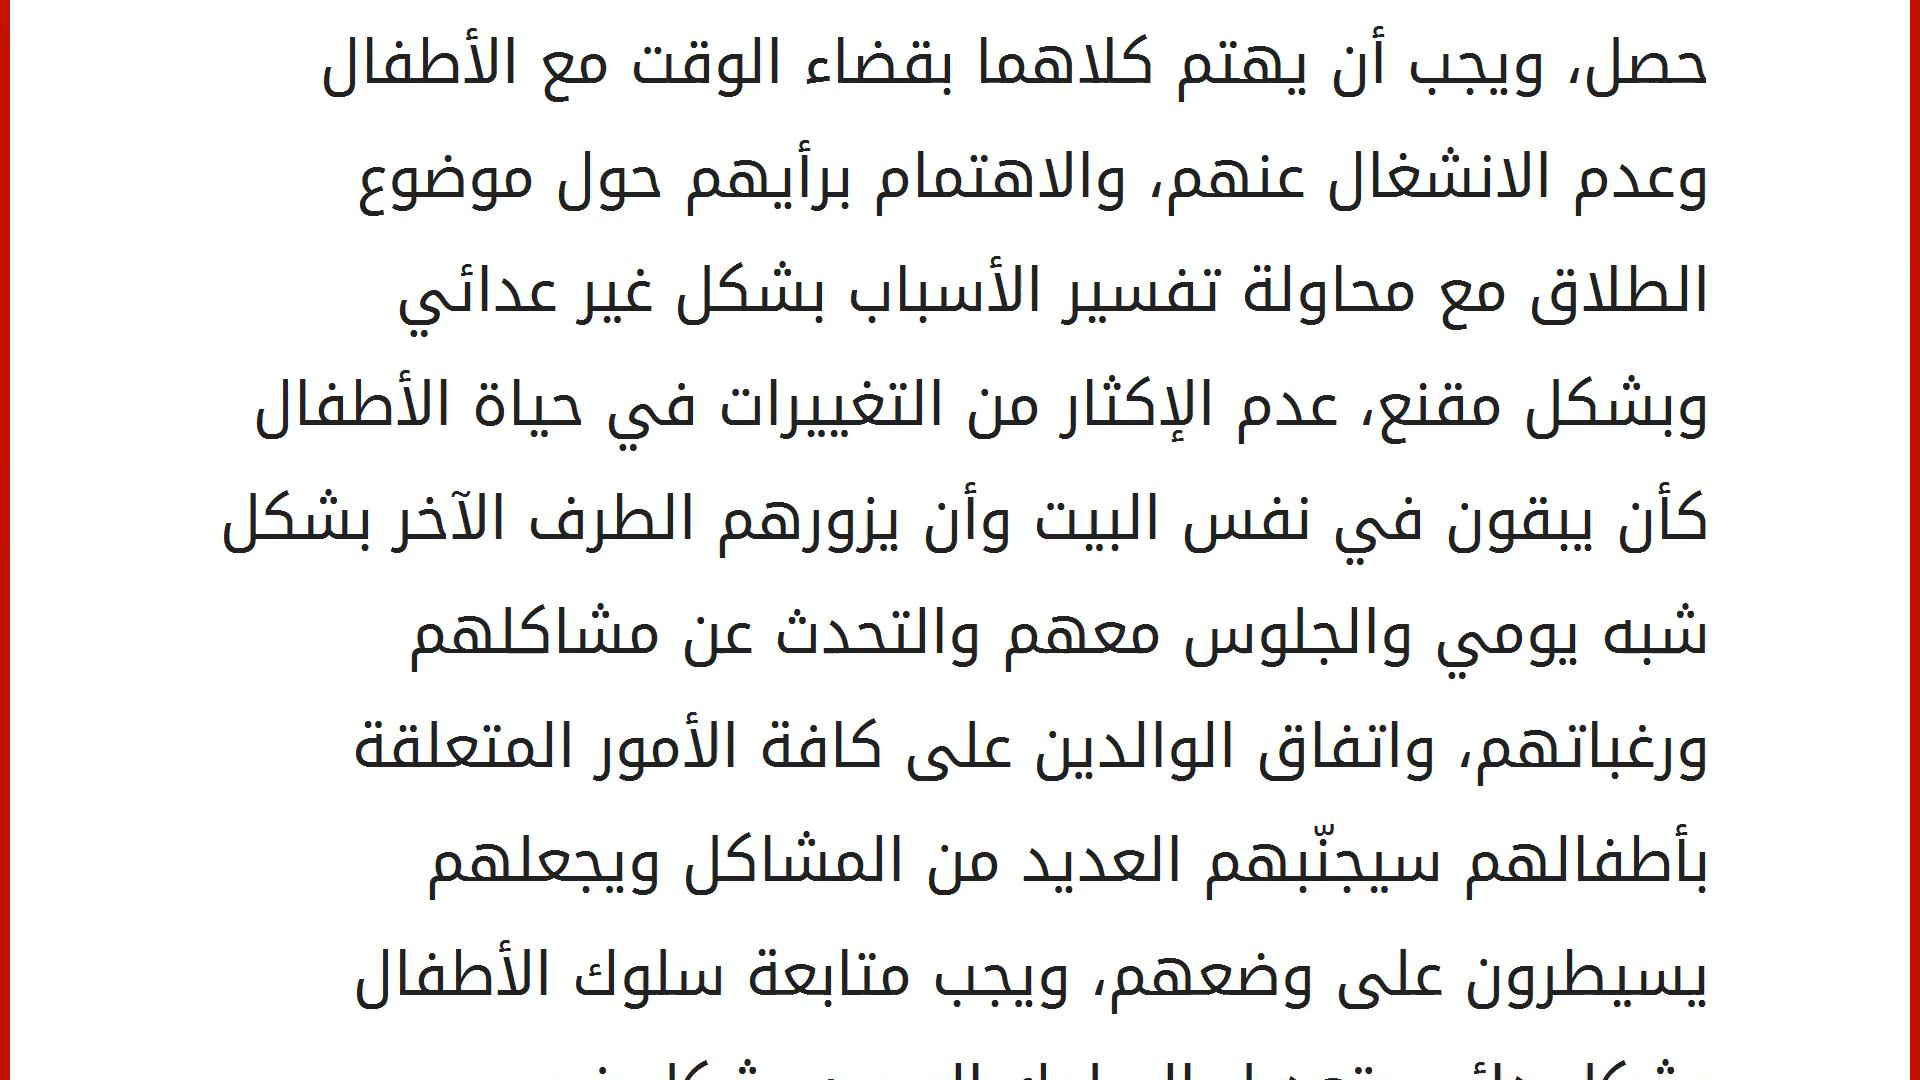 حصل، ويجب أن يهتم كلاهما بقضاء الوقت مع الأطفال
وعدم الانشغال عنهم، والاهتمام برأيهم حول موضوع
الطلاق مع محاولة تفسير الأسباب بشكل غير عدائي
وبشكل مقنع، عدم الإكثار من التغييرات في حياة الأطفال
كأن يبقون في نفس البيت وأن يزورهم الطرف الآخر بشكل
شبه يومي والجلوس معهم والتحدث عن مشاكلهم
ورغباتهم، واتفاق الوالدين على كافة الأمور المتعلقة
بأطفالهم سيجنّبهم العديد من المشاكل ويجعلهم
يسيطرون على وضعهم، ويجب متابعة سلوك الأطفال